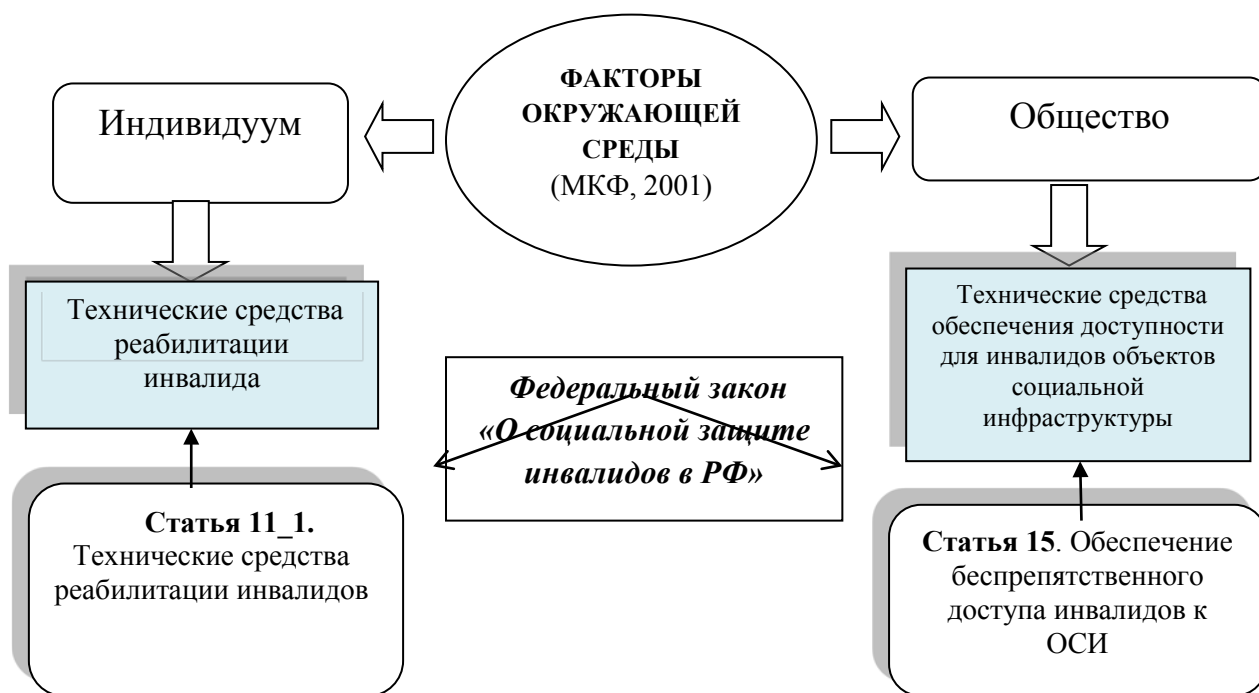 ФАКТОРЫ
ОКРУЖАЮЩЕЙ
СРЕДЫ
(МКФ, 2001)
Индивидуум
Общество
Технические средства
реабилитации
инвалида
Технические средства
обеспечения доступности
для инвалидов объектов
социальной
инфраструктуры
Федеральный закон
«О социальной защите
инвалидов в РФ»
Статья 11_1.
Технические средства
реабилитации инвалидов
Статья 15. Обеспечение
беспрепятственного
доступа инвалидов к
ОСИ